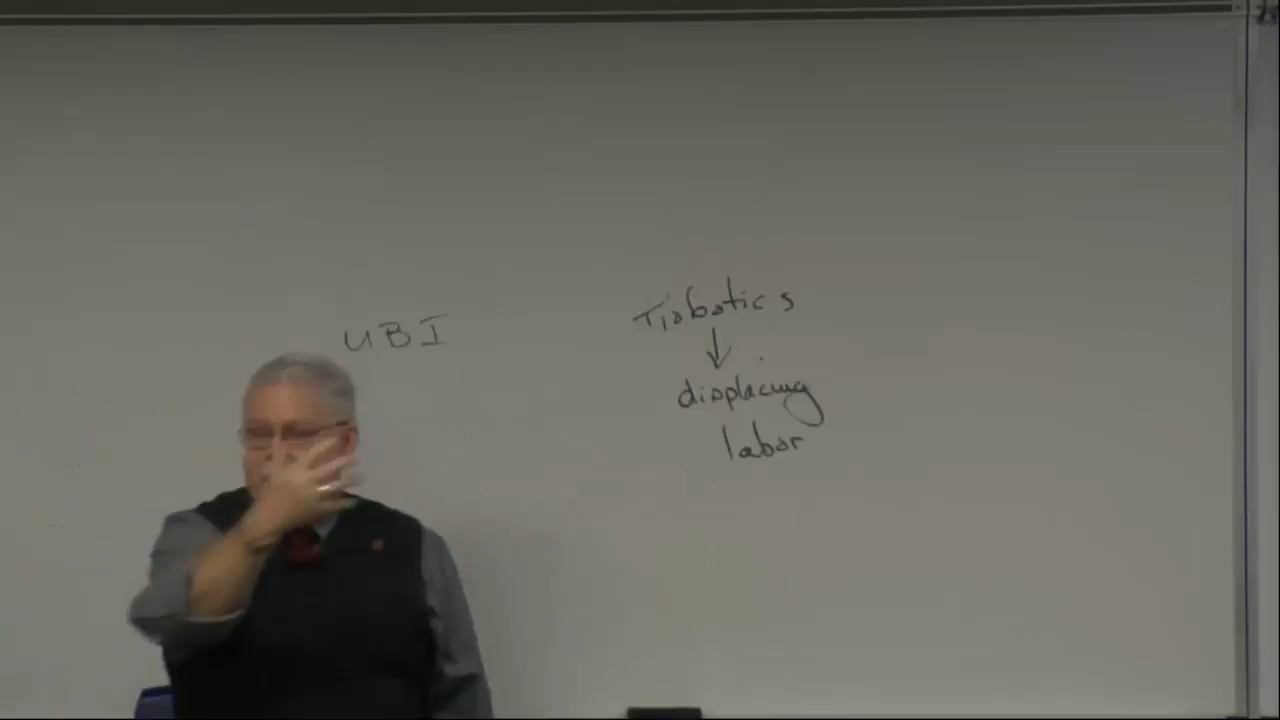 UBI
↑robotics
↓
displacing
labor